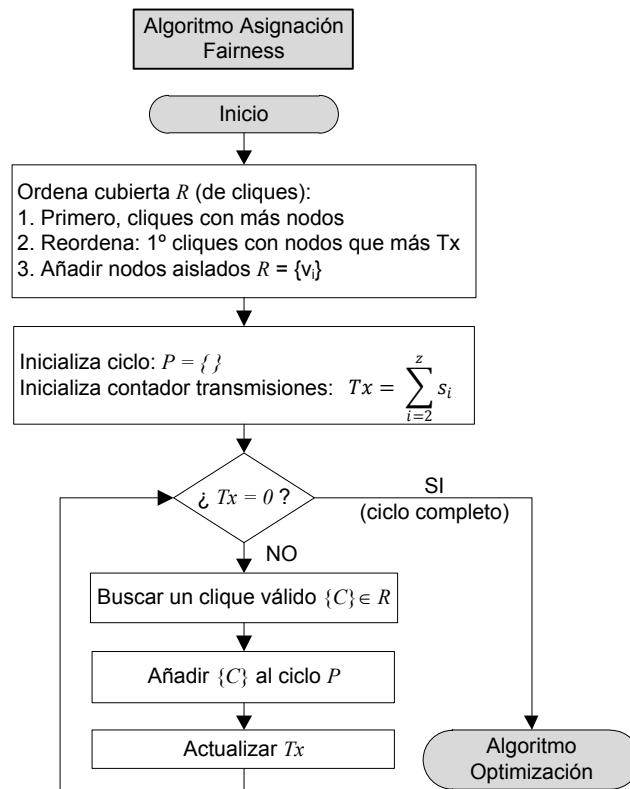 Algoritmo Asignación
Fairness
Inicio
Ordena cubierta R (de cliques):
1. Primero, cliques con más nodos
2. Reordena: 1º cliques con nodos que más Tx
3. Añadir nodos aislados R = {vᵢ}
Inicializa ciclo: P = { }
Inicializa contador transmisiones: Tx = ∑_{i=2}^{z} s_i
¿ Tx = 0 ?
SI
(ciclo completo)
NO
Buscar un clique válido {C} ∈ R
Añadir {C} al ciclo P
Actualizar Tx
Algoritmo
Optimización